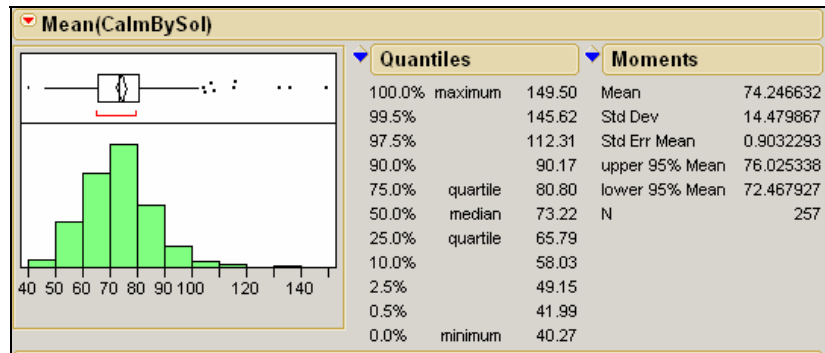 Mean(CalmBySol)
40 50 60 70 80 90 100 120 140
Quantiles
100.0% maximum 149.50
99.5% 145.62
97.5% 112.31
90.0% 90.17
75.0% quartile 80.80
50.0% median 73.22
25.0% quartile 65.79
10.0% 58.03
2.5% 49.15
0.5% 41.99
0.0% minimum 40.27
Moments
Mean 74.246632
Std Dev 14.479867
Std Err Mean 0.9032293
upper 95% Mean 76.025338
lower 95% Mean 72.467927
N 257